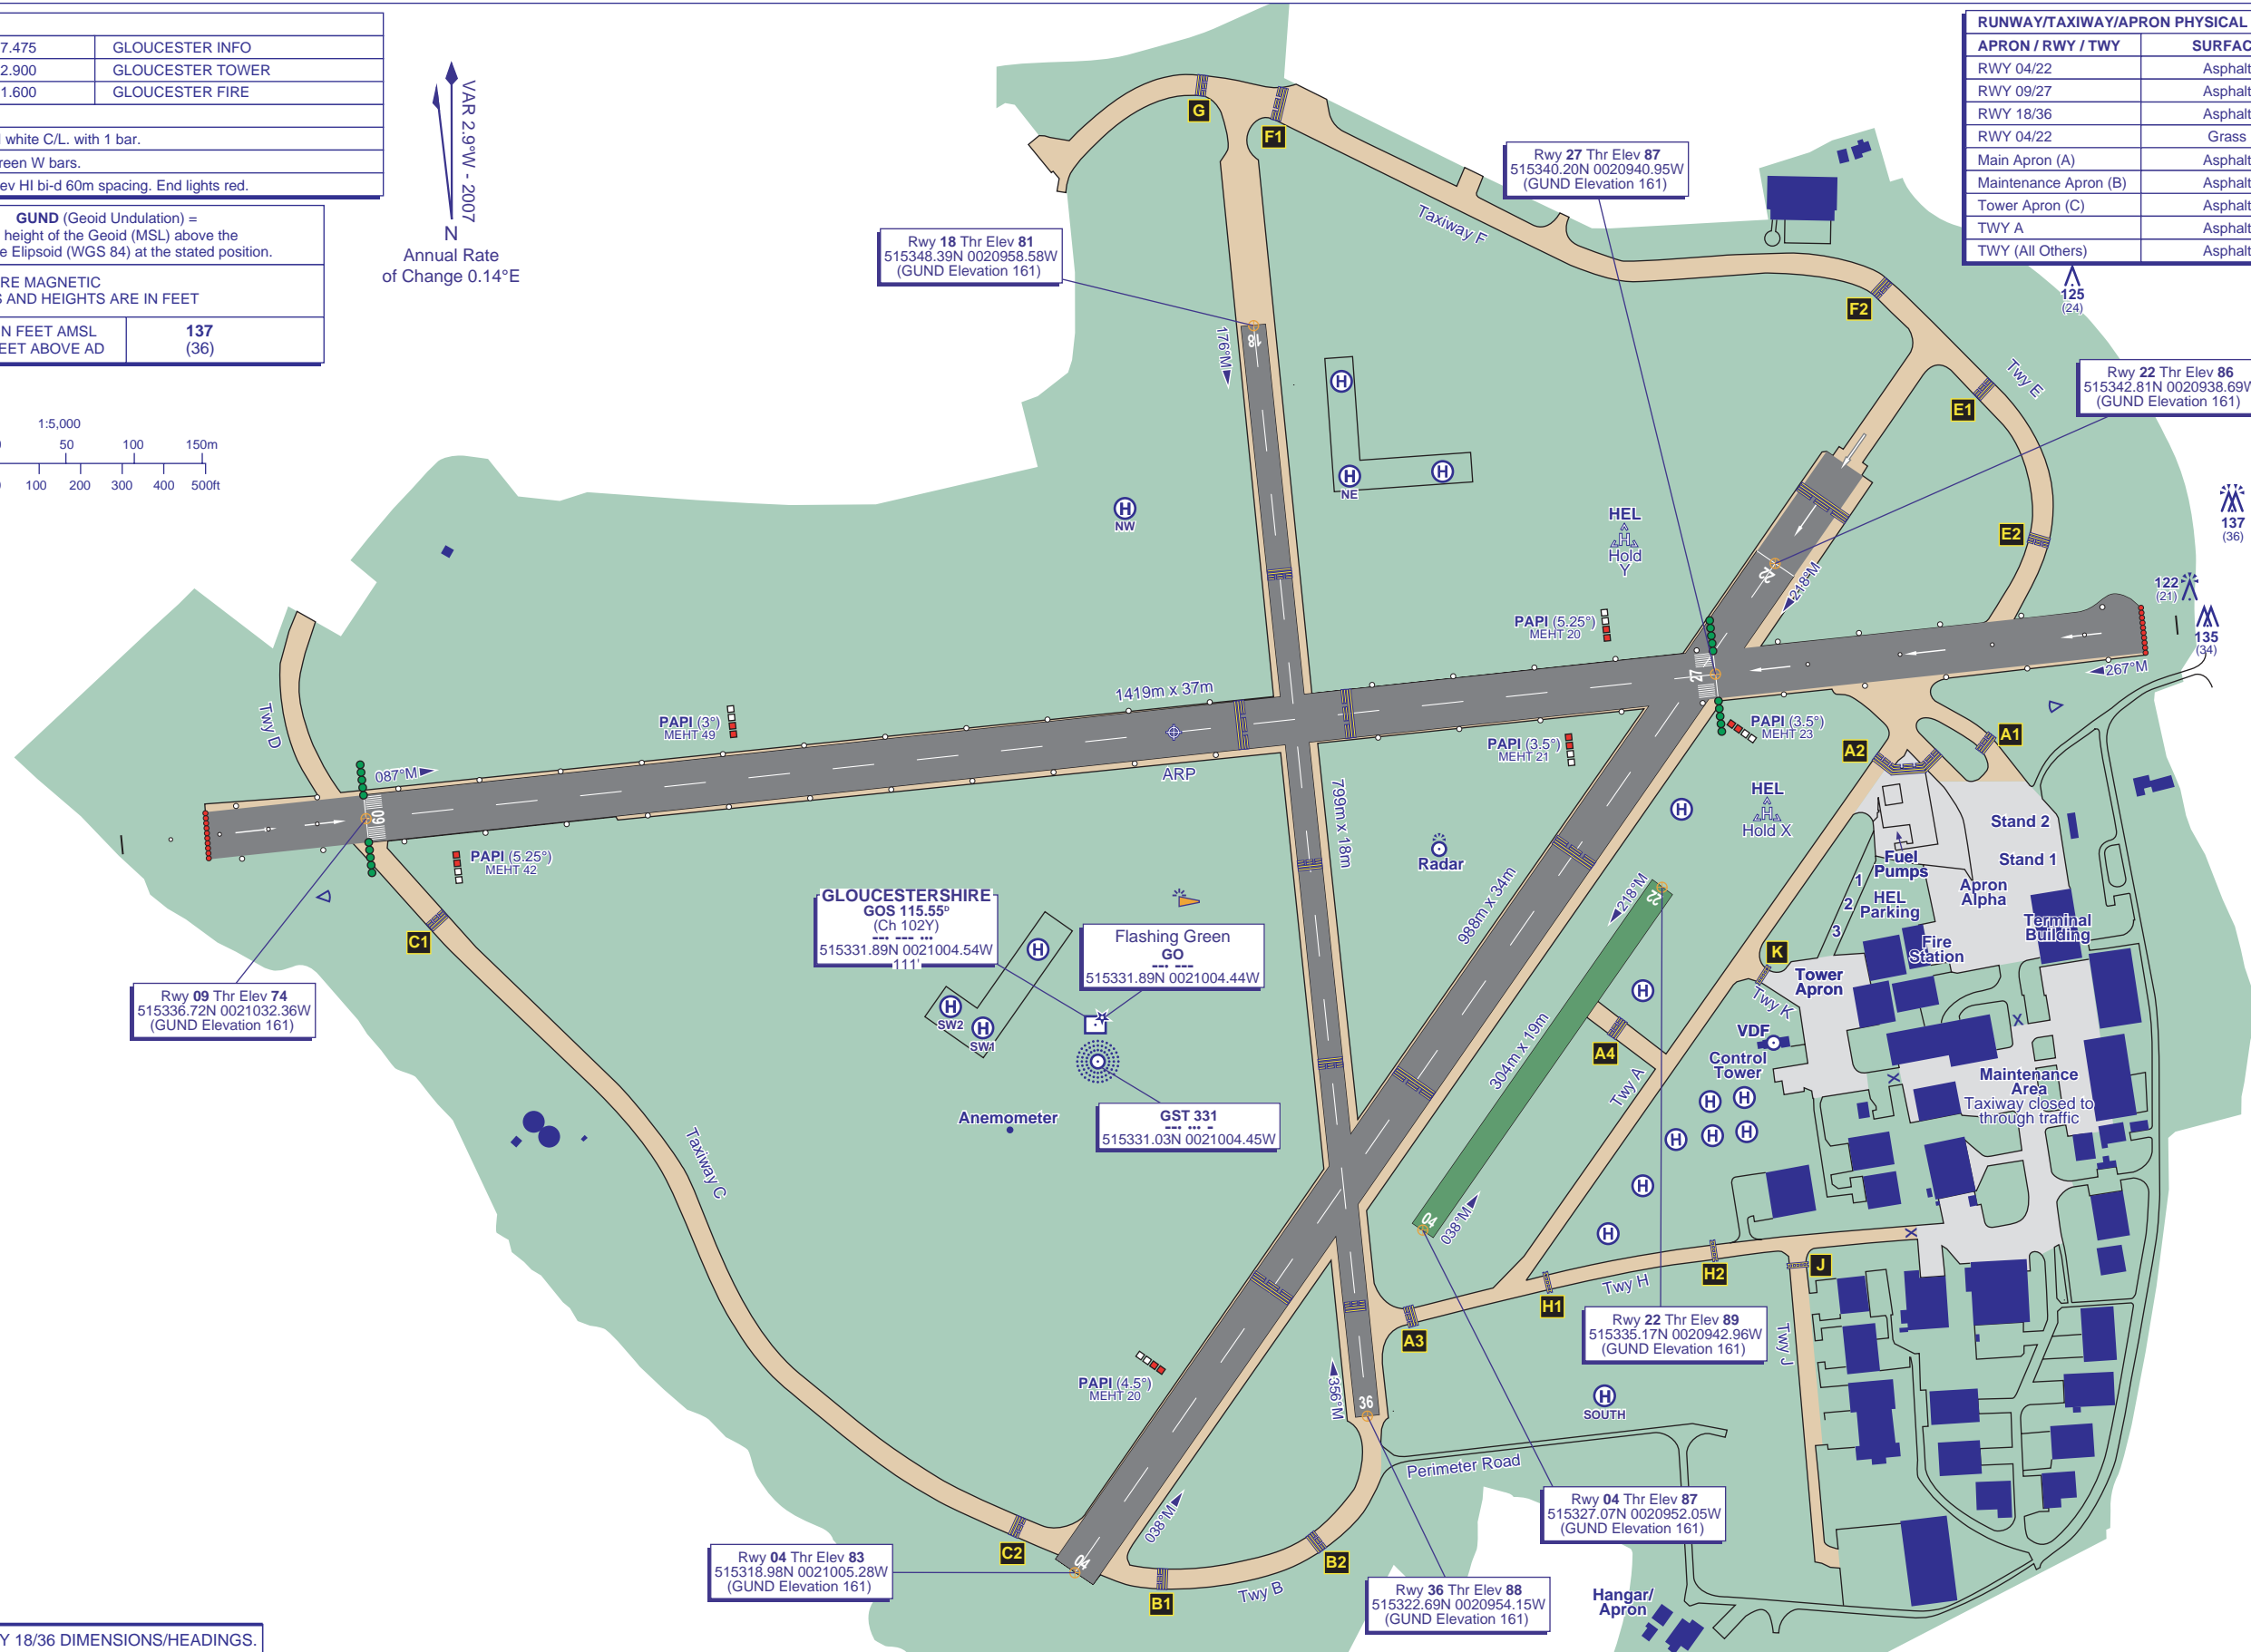 7.475 GLOUCESTER INFO
2.900 GLOUCESTER TOWER
1.600 GLOUCESTER FIRE
white C/L. with 1 bar.
reen W bars.
ev HI bi-d 60m spacing. End lights red.
GUND (Geoid Undulation) =
height of the Geoid (MSL) above the
e Elipsoid (WGS 84) at the stated position.
RE MAGNETIC
S AND HEIGHTS ARE IN FEET
N FEET AMSL 137
EET ABOVE AD (36)
VAR 2.9°W - 2007
N
Annual Rate
of Change 0.14°E
1:5,000
50 100 150m
100 200 300 400 500ft
RUNWAY/TAXIWAY/APRON PHYSICAL
APRON / RWY / TWY SURFAC
RWY 04/22 Asphalt
RWY 09/27 Asphalt
RWY 18/36 Asphalt
RWY 04/22 Grass
Main Apron (A) Asphalt
Maintenance Apron (B) Asphalt
Tower Apron (C) Asphalt
TWY A Asphalt
TWY (All Others) Asphalt
125
(24)
G
F1
Taxiway F
F2
Twy E
E1
E2
Rwy 27 Thr Elev 87
515340.20N 0020940.95W
(GUND Elevation 161)
Rwy 18 Thr Elev 81
515348.39N 0020958.58W
(GUND Elevation 161)
Rwy 22 Thr Elev 86
515342.81N 0020938.69W
(GUND Elevation 161)
18
176°M
H
H
NE
H
H
NW
HEL
H
Hold
Y
22
218°M
137
(36)
122
(21)
135
(34)
267°M
PAPI (5.25°)
MEHT 20
27
1419m x 37m
PAPI (3°)
MEHT 49
Twy D
087°M
09
ARP
PAPI (3.5°)
MEHT 21
PAPI (3.5°)
MEHT 23
A2
A1
PAPI (5.25°)
MEHT 42
799m x 18m
H
HEL
H
Hold X
Radar
Stand 2
Stand 1
Fuel
Pumps
Apron
Alpha
1
2
3
HEL
Parking
Terminal
Building
Fire
Station
C1
GLOUCESTERSHIRE
GOS 115.55D
(Ch 102Y)
515331.89N 0021004.54W
111'
Flashing Green
GO
515331.89N 0021004.44W
988m x 34m
218°M
22
K
Tower
Apron
Twy K
H
H
SW2
H
SW1
H
Rwy 09 Thr Elev 74
515336.72N 0021032.36W
(GUND Elevation 161)
304m x 19m
A4
VDF
Control
Tower
Twy A
Maintenance
Area
Taxiway closed to
through traffic
X
X
X
Anemometer
GST 331
515331.03N 0021004.45W
H
H
H
H
H
H
H
Taxiway C
04
038°M
H1
Twy H
H2
J
A3
Twy J
Rwy 22 Thr Elev 89
515335.17N 0020942.96W
(GUND Elevation 161)
PAPI (4.5°)
MEHT 20
356°M
36
H
SOUTH
Perimeter Road
Rwy 04 Thr Elev 87
515327.07N 0020952.05W
(GUND Elevation 161)
038°M
04
C2
B1
Twy B
B2
Rwy 04 Thr Elev 83
515318.98N 0021005.28W
(GUND Elevation 161)
Rwy 36 Thr Elev 88
515322.69N 0020954.15W
(GUND Elevation 161)
Hangar/
Apron
Y 18/36 DIMENSIONS/HEADINGS.